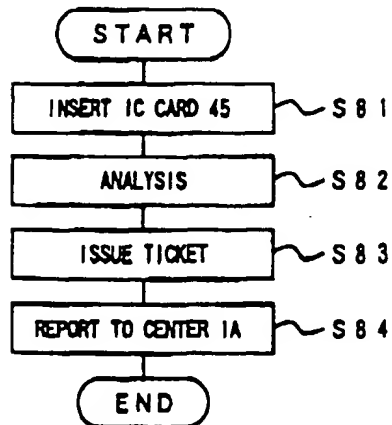 START
INSERT IC CARD 45 S81
ANALYSIS S82
ISSUE TICKET S83
REPORT TO CENTER 1A S84
END